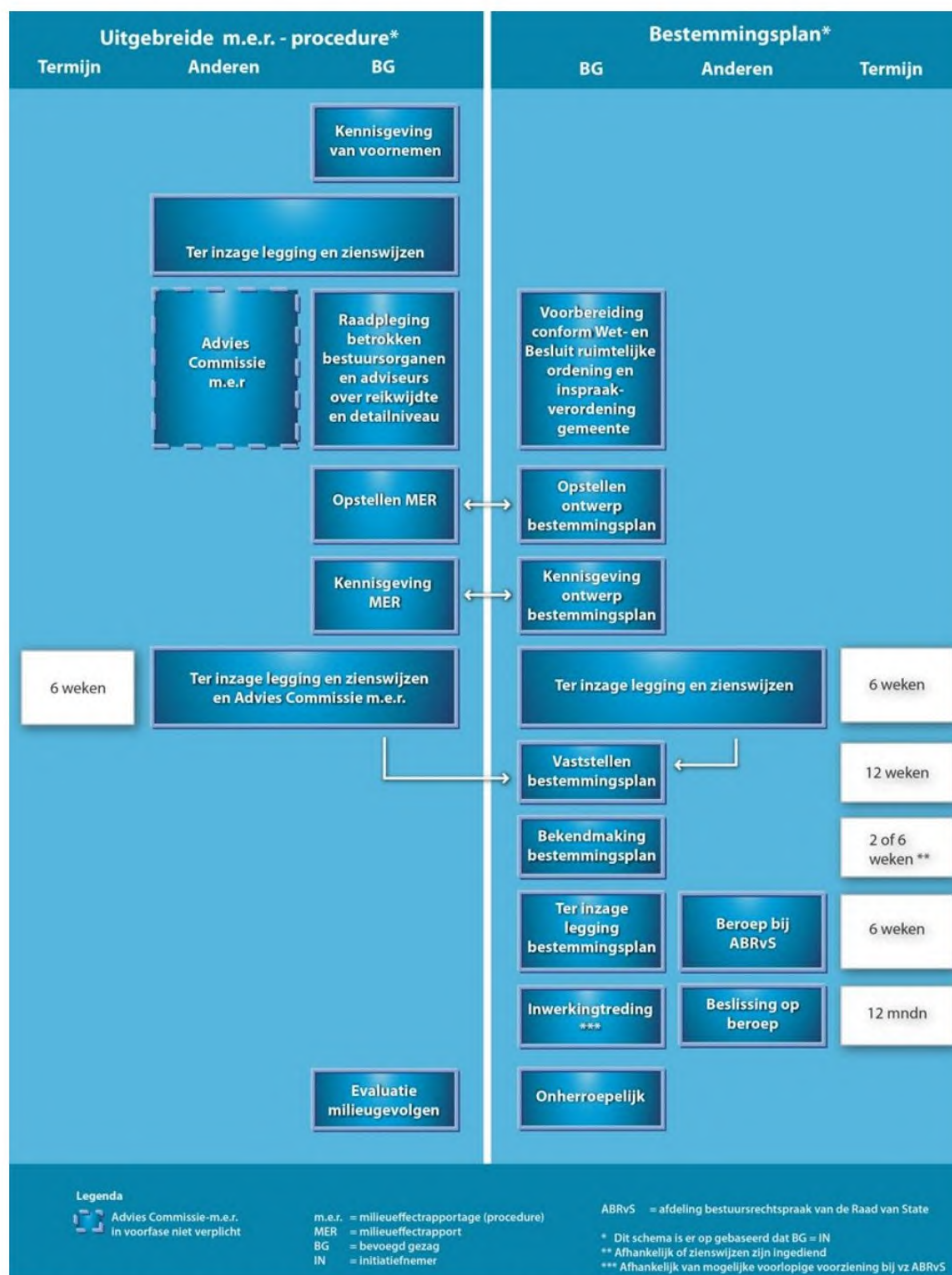 Uitgebreide m.e.r. - procedure*
Termijn Anderen BG
Bestemmingsplan*
BG Anderen Termijn
Kennisgeving
van voornemen
Ter inzage legging en zienswijzen
Advies
Commissie
m.e.r
Raadpleging
betrokken
bestuursorganen
en adviseurs
over reikwijdte
en detailniveau
Voorbereiding
conform Wet- en
Besluit ruimtelijke
ordening en
inspraak-
verordening
gemeente
Opstellen MER
Opstellen
ontwerp
bestemmingsplan
Kennisgeving
MER
Kennisgeving
ontwerp
bestemmingsplan
6 weken
Ter inzage legging en zienswijzen
en Advies Commissie m.e.r.
Ter inzage legging en zienswijzen
6 weken
Vaststellen
bestemmingsplan
12 weken
Bekendmaking
bestemmingsplan
2 of 6
weken **
Ter inzage
legging
bestemmingsplan
Beroep bij
ABRvS
6 weken
Inwerkingtreding
***
Beslissing op
beroep
12 mndn
Evaluatie
milieugevolgen
Onherroepelijk
Legenda
Advies Commissie-m.e.r.
in voorfase niet verplicht
m.e.r. = milieueffectrapportage (procedure)
MER = milieueffectrapport
BG = bevoegd gezag
IN = initiatiefnemer
ABRvS = afdeling bestuursrechtspraak van de Raad van State
* Dit schema is er op gebaseerd dat BG = IN
** Afhankelijk of zienswijzen zijn ingediend
*** Afhankelijk van mogelijke voorlopige voorziening bij vz ABRvS